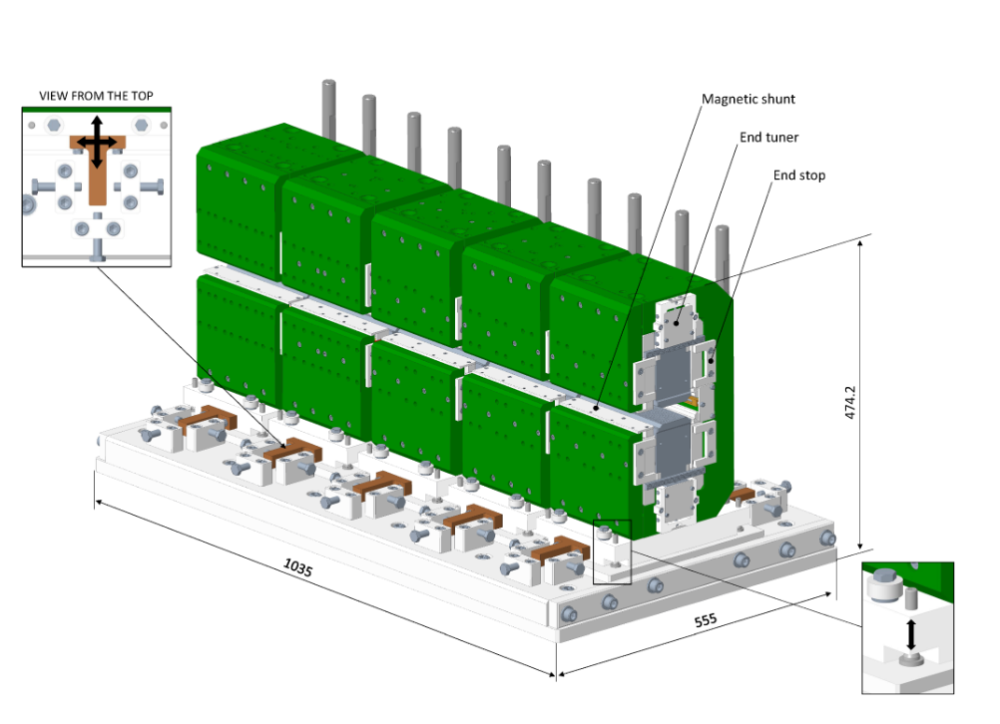 VIEW FROM THE TOP
Magnetic shunt
End tuner
End stop
474.2
1035
555